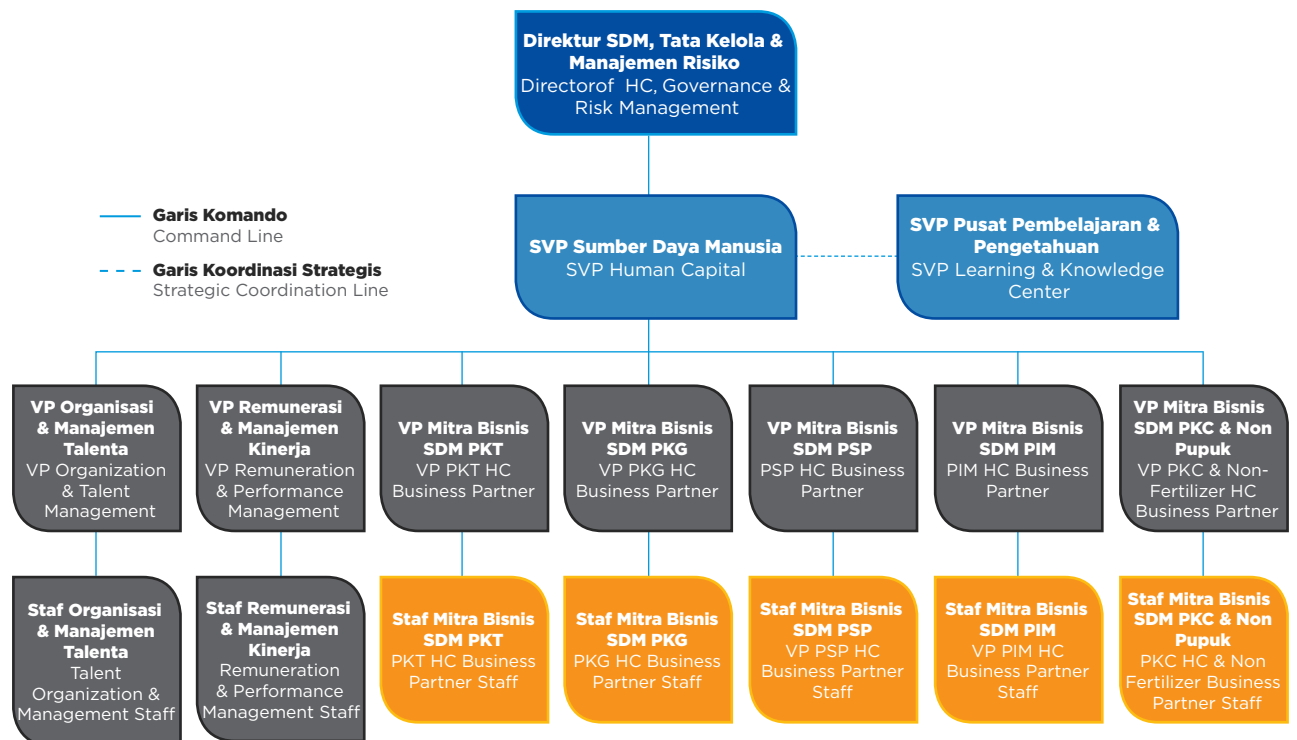 Direktur SDM, Tata Kelola &
Manajemen Risiko
Directorof HC, Governance &
Risk Management
Garis Komando
Command Line
Garis Koordinasi Strategis
Strategic Coordination Line
SVP Sumber Daya Manusia
SVP Human Capital
SVP Pusat Pembelajaran &
Pengetahuan
SVP Learning & Knowledge
Center
VP Organisasi
& Manajemen
Talenta
VP Organization
& Talent
Management
VP Remunerasi
& Manajemen
Kinerja
VP Remuneration
& Performance
Management
VP Mitra Bisnis
SDM PKT
VP PKT HC
Business Partner
VP Mitra Bisnis
SDM PKG
VP PKG HC
Business Partner
VP Mitra Bisnis
SDM PSP
PSP HC Business
Partner
VP Mitra Bisnis
SDM PIM
PIM HC Business
Partner
VP Mitra Bisnis
SDM PKC & Non
Pupuk
VP PKC & Non-
Fertilizer HC
Business Partner
Staf Organisasi
& Manajemen
Talenta
Talent
Organization &
Management Staff
Staf Remunerasi
& Manajemen
Kinerja
Remuneration
& Performance
Management Staff
Staf Mitra Bisnis
SDM PKT
PKT HC Business
Partner Staff
Staf Mitra Bisnis
SDM PKG
PKG HC Business
Partner Staff
Staf Mitra Bisnis
SDM PSP
VP PSP HC
Business Partner
Staff
Staf Mitra Bisnis
SDM PIM
VP PIM HC
Business Partner
Staff
Staf Mitra Bisnis
SDM PKC & Non
Pupuk
PKC HC & Non
Fertilizer Business
Partner Staff